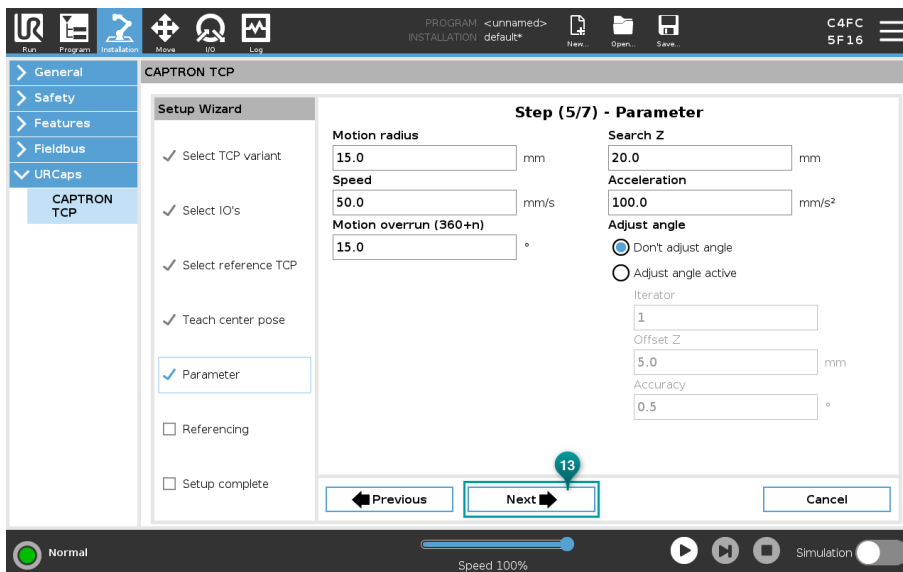 PROGRAM <unnamed>
INSTALLATION default*
UR
Run
Program
Installation
Move
I/O
Log
New...
Open...
Save...
C4FC
5F16
General
Safety
Features
Fieldbus
URCaps
CAPTRON
TCP
CAPTRON TCP
Setup Wizard
Select TCP variant
Select IO's
Select reference TCP
Teach center pose
Parameter
Referencing
Setup complete
Step (5/7) - Parameter
Motion radius
15.0 mm
Speed
50.0 mm/s
Motion overrun (360+n)
15.0 °
Search Z
20.0 mm
Acceleration
100.0 mm/s²
Adjust angle
Don't adjust angle
Adjust angle active
Iterator
1
Offset Z
5.0 mm
Accuracy
0.5 °
13
Previous
Next
Cancel
Normal
Speed 100%
Simulation